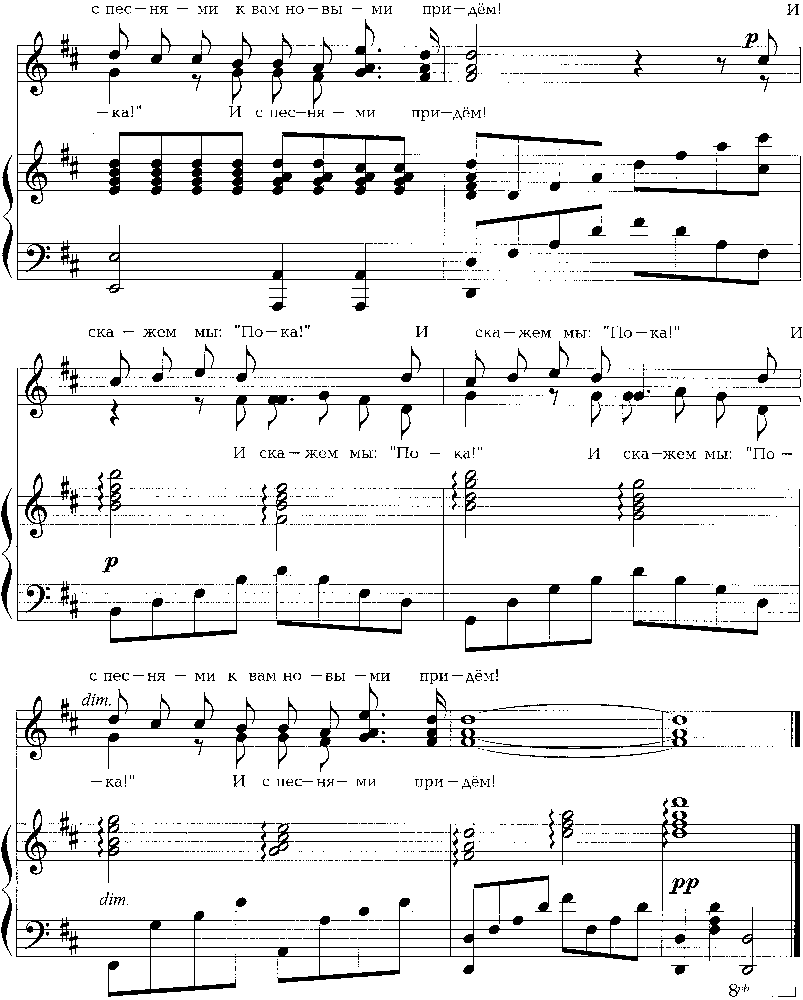 с пес–ня – ми к вам но–вы – ми при–дём! И
p
–ка!" И с пес–ня – ми при–дём!
ска – жем мы: "По–ка!" И ска–жем мы: "По–ка!" И
И ска–жем мы: "По – ка!" И ска–жем мы: "По –
p
с пес–ня – ми к вам но –вы –ми при–дём!
dim.
–ка!" И с пес–ня– ми при–дём!
pp
dim.
8vb